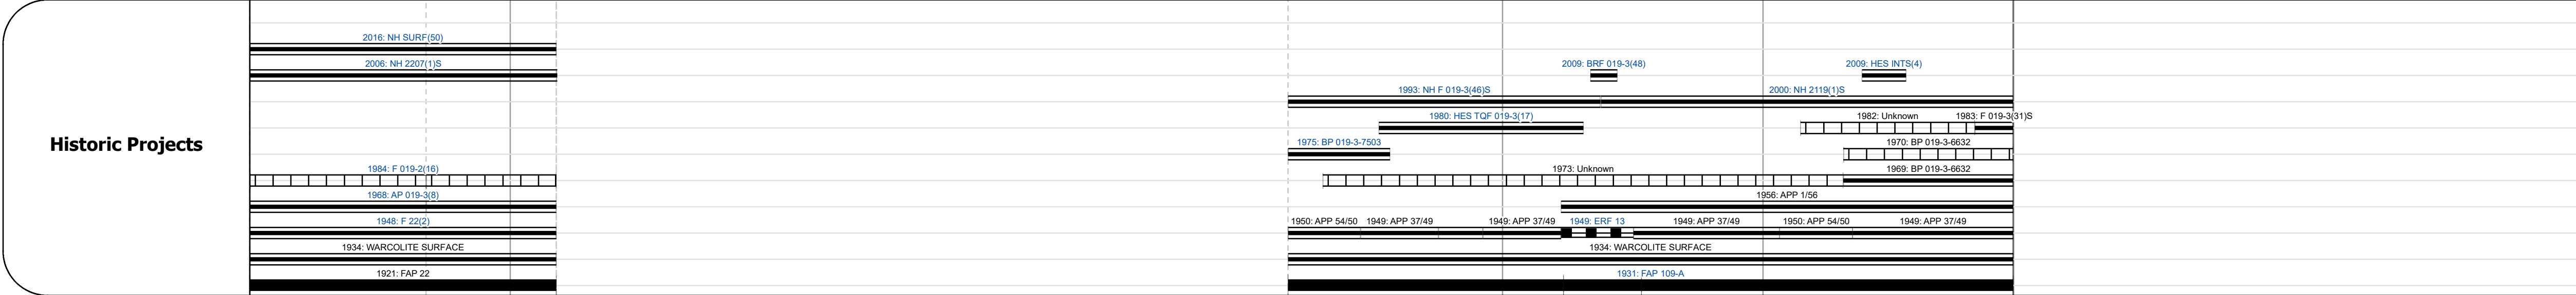 2016: NH SURF(50)
2006: NH 2207(1)S
2009: BRF 019-3(48)
2009: HES INTS(4)
1993: NH F 019-3(46)S
2000: NH 2119(1)S
1980: HES TQF 019-3(17)
1982: Unknown
1983: F 019-3(31)S
Historic Projects
1975: BP 019-3-7503
1970: BP 019-3-6632
1984: F 019-2(16)
1973: Unknown
1969: BP 019-3-6632
1968: AP 019-3(8)
1956: APP 1/56
1948: F 22(2)
1950: APP 54/50
1949: APP 37/49
1949: APP 37/49
1949: ERF 13
1949: APP 37/49
1950: APP 54/50
1949: APP 37/49
1934: WARCOLITE SURFACE
1934: WARCOLITE SURFACE
1921: FAP 22
1931: FAP 109-A